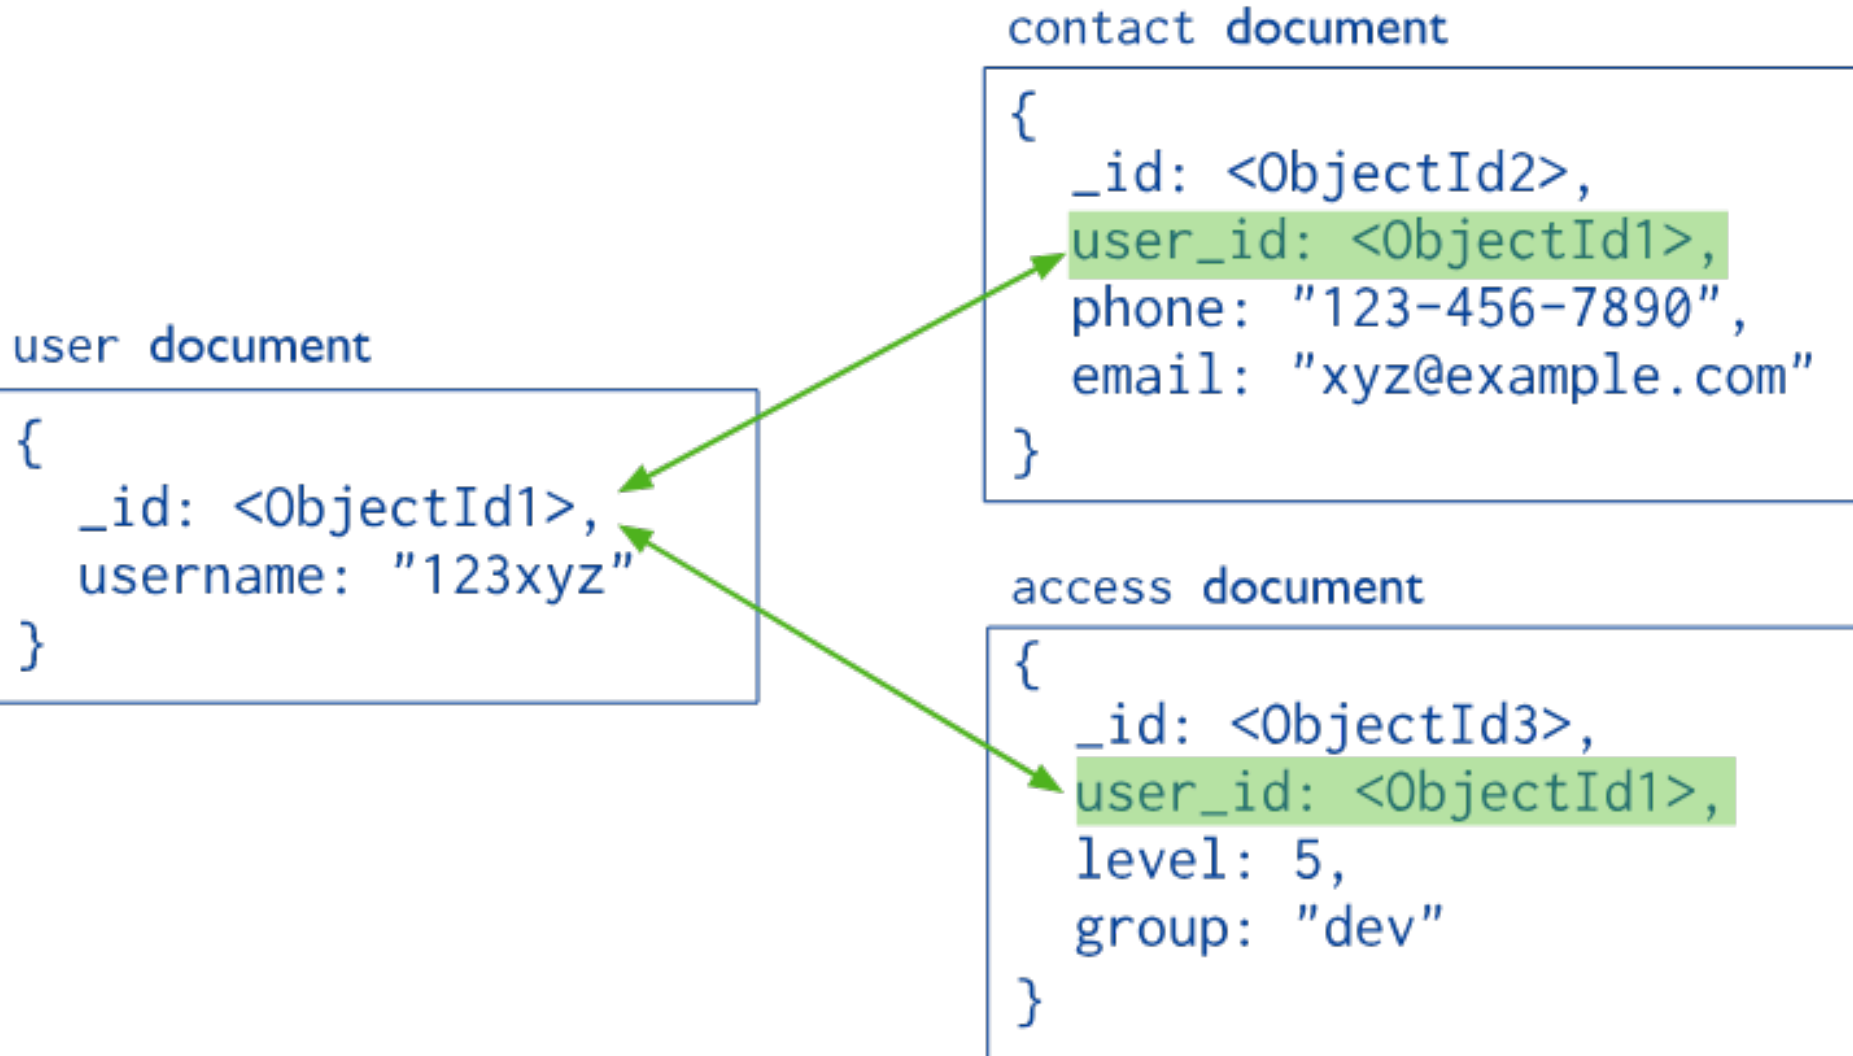 user document
{
_id: <ObjectId1>,
username: "123xyz"
}
contact document
{
_id: <ObjectId2>,
user_id: <ObjectId1>,
phone: "123-456-7890",
email: "xyz@example.com"
}
access document
{
_id: <ObjectId3>,
user_id: <ObjectId1>,
level: 5,
group: "dev"
}